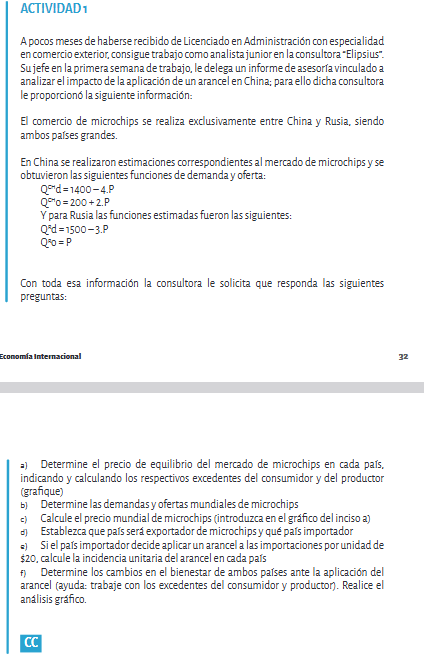 ACTIVIDAD 1
A pocos meses de haberse recibido de Licenciado en Administración con especialidad
en comercio exterior, consigue trabajo como analista junior en la consultora “Elipsius”.
Su jefe en la primera semana de trabajo, le delega un informe de asesoría vinculado a
analizar el impacto de la aplicación de un arancel en China; para ello dicha consultora
le proporcionó la siguiente información:
El comercio de microchips se realiza exclusivamente entre China y Rusia, siendo
ambos países grandes.
En China se realizaron estimaciones correspondientes al mercado de microchips y se
obtuvieron las siguientes funciones de demanda y oferta:
Qᶜᴴd = 1400 – 4.P
Qᶜᴴo = 200 + 2.P
Y para Rusia las funciones estimadas fueron las siguientes:
Qᴿd = 1500 – 3.P
Qᴿo = P
Con toda esa información la consultora le solicita que responda las siguientes
preguntas:
Economía Internacional 32
a) Determine el precio de equilibrio del mercado de microchips en cada país,
indicando y calculando los respectivos excedentes del consumidor y del productor
(grafique)
b) Determine las demandas y ofertas mundiales de microchips
c) Calcule el precio mundial de microchips (introduzca en el gráfico del inciso a)
d) Establezca que país será exportador de microchips y qué país importador
e) Si el país importador decide aplicar un arancel a las importaciones por unidad de
$20, calcule la incidencia unitaria del arancel en cada país
f) Determine los cambios en el bienestar de ambos países ante la aplicación del
arancel (ayuda: trabaje con los excedentes del consumidor y productor). Realice el
análisis gráfico.
CC